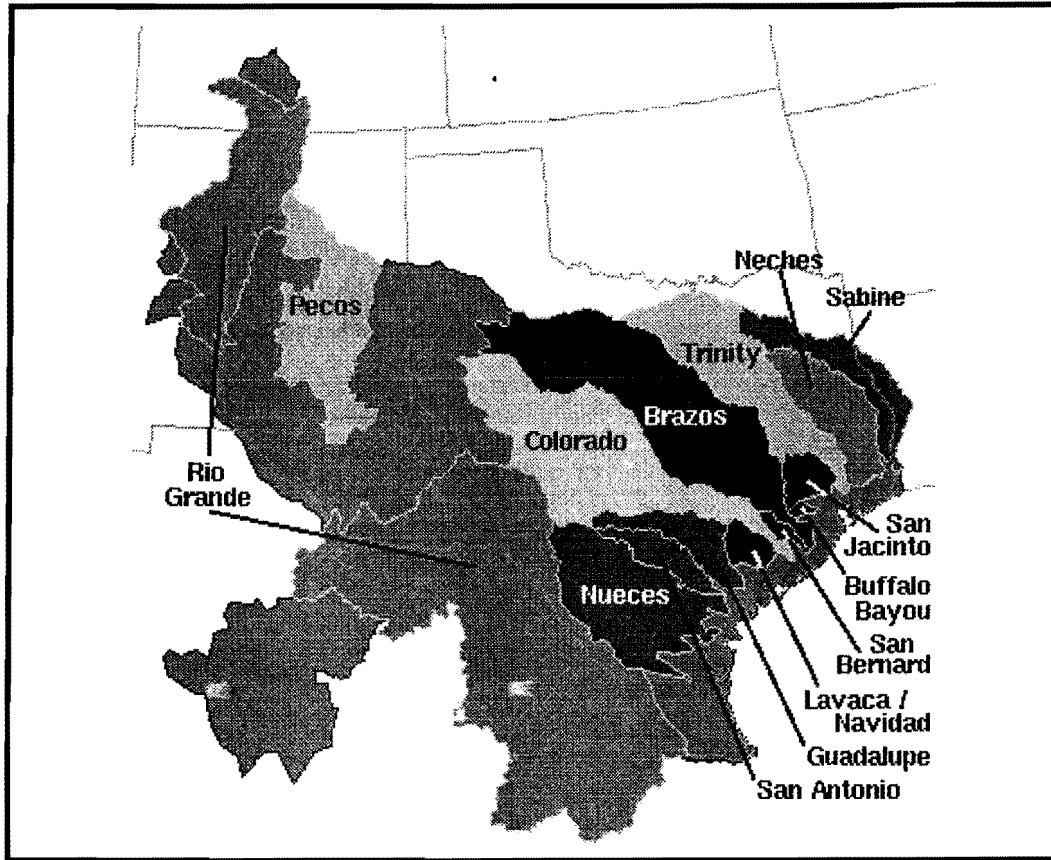 Neches
Sabine
Pecos
Trinity
Brazos
Colorado
Rio
Grande
San
Jacinto
Nueces
Buffalo
Bayou
San
Bernard
Lavaca /
Navidad
Guadalupe
San Antonio